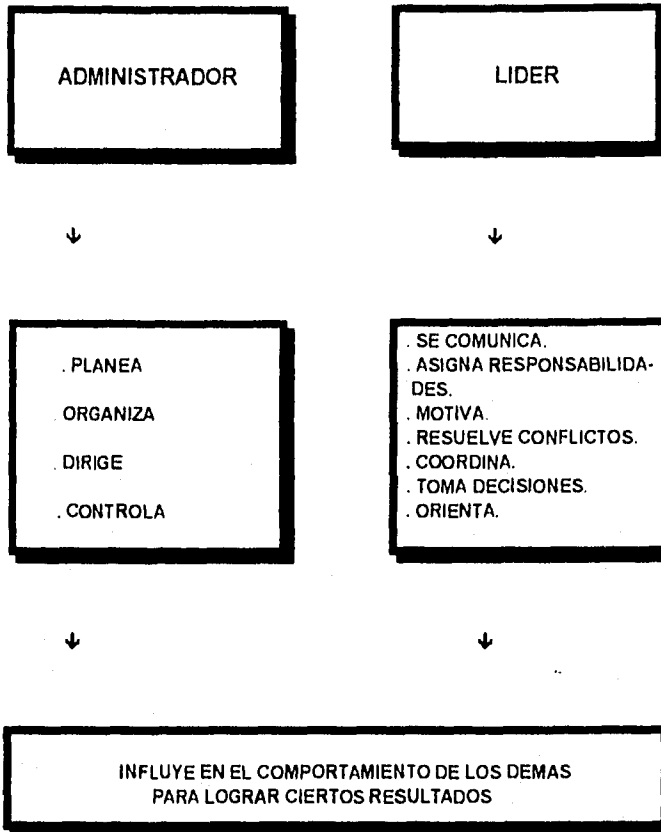 ADMINISTRADOR
LIDER
. PLANEA
. ORGANIZA
. DIRIGE
. CONTROLA
. SE COMUNICA.
. ASIGNA RESPONSABILIDA-
DES.
. MOTIVA.
. RESUELVE CONFLICTOS.
. COORDINA.
. TOMA DECISIONES.
. ORIENTA.
INFLUYE EN EL COMPORTAMIENTO DE LOS DEMAS
PARA LOGRAR CIERTOS RESULTADOS